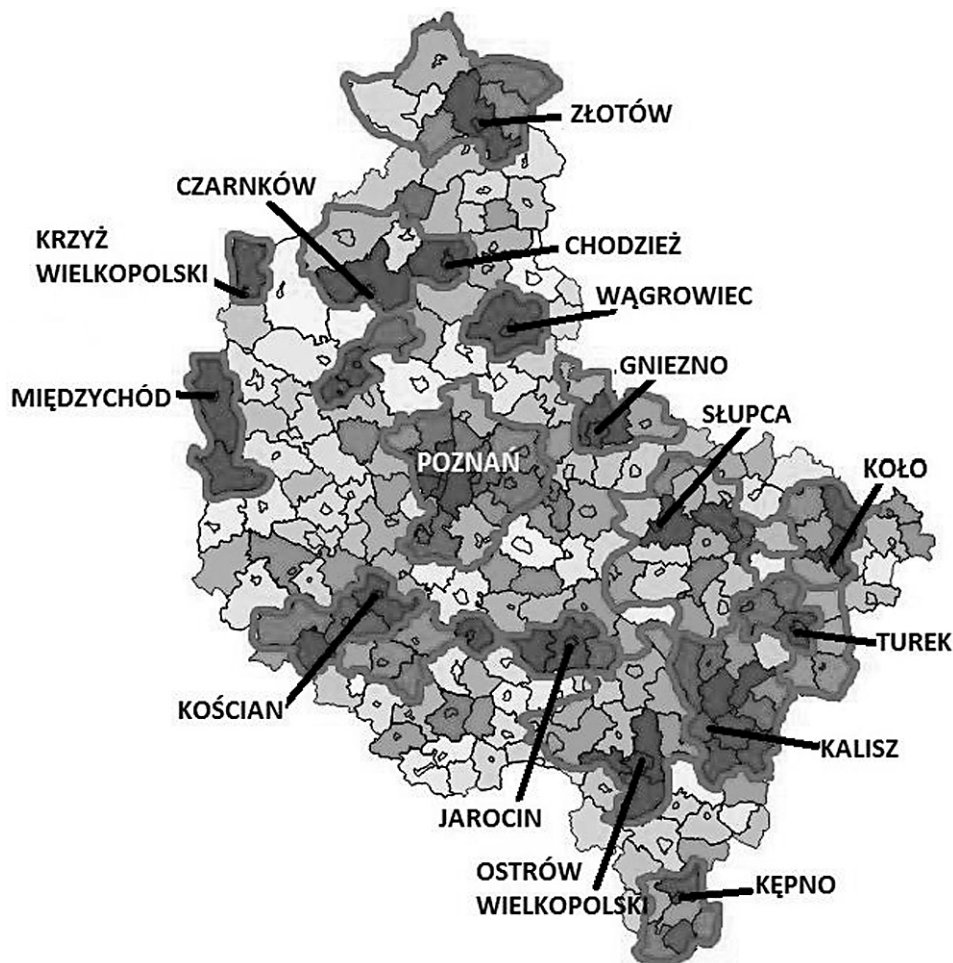 ZŁOTÓW
CZARNKÓW
KRZYŻ
WIELKOPOLSKI
CHODZIEŻ
WĄGROWIEC
GNIEZNO
MIĘDZYCHÓD
SŁUPCA
POZNAŃ
KOŁO
TUREK
KOŚCIAN
KALISZ
JAROCIN
OSTRÓW
WIELKOPOLSKI
KĘPNO